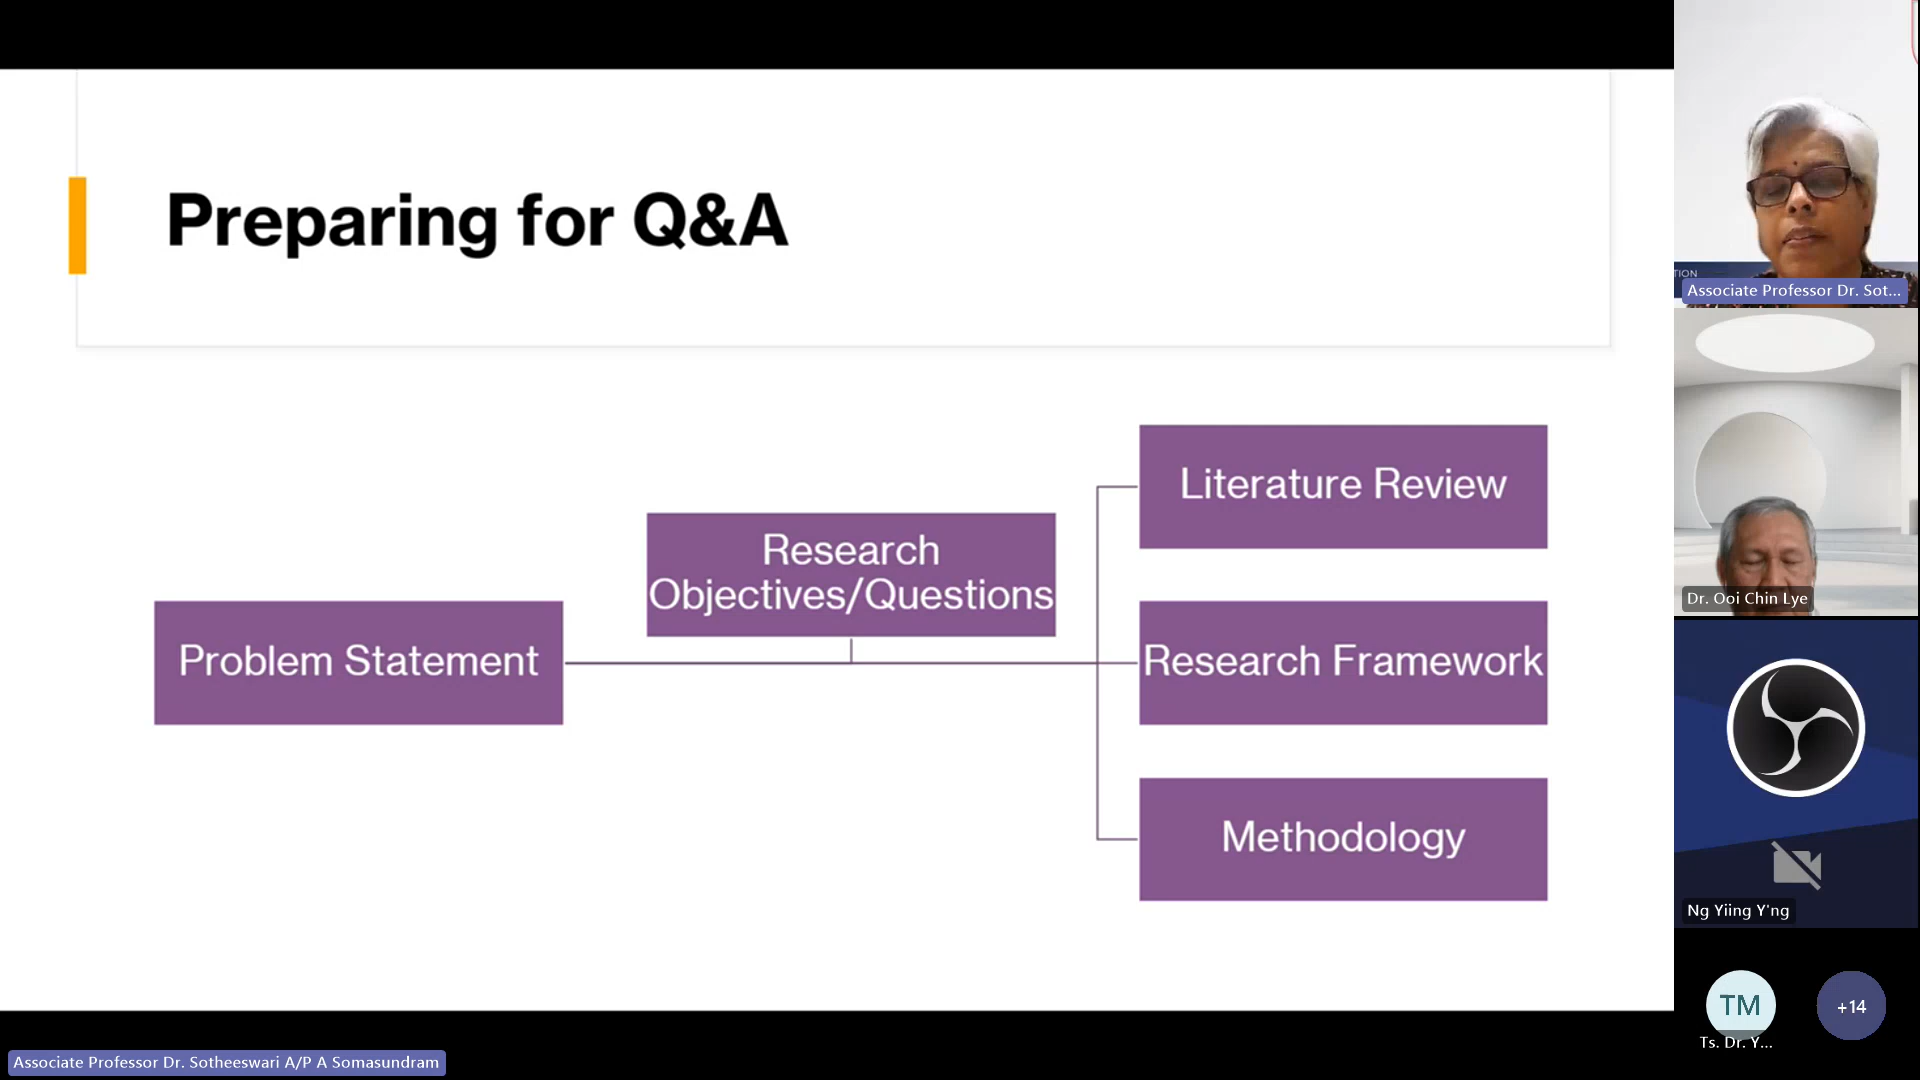 Preparing for Q&A
Problem Statement
Research
Objectives/Questions
Literature Review
Research Framework
Methodology
TION
Associate Professor Dr. Sot...
Dr. Ooi Chin Lye
Ng Yiing Y'ng
TM
Ts. Dr. Y...
+14
Associate Professor Dr. Sotheeswari A/P A Somasundram